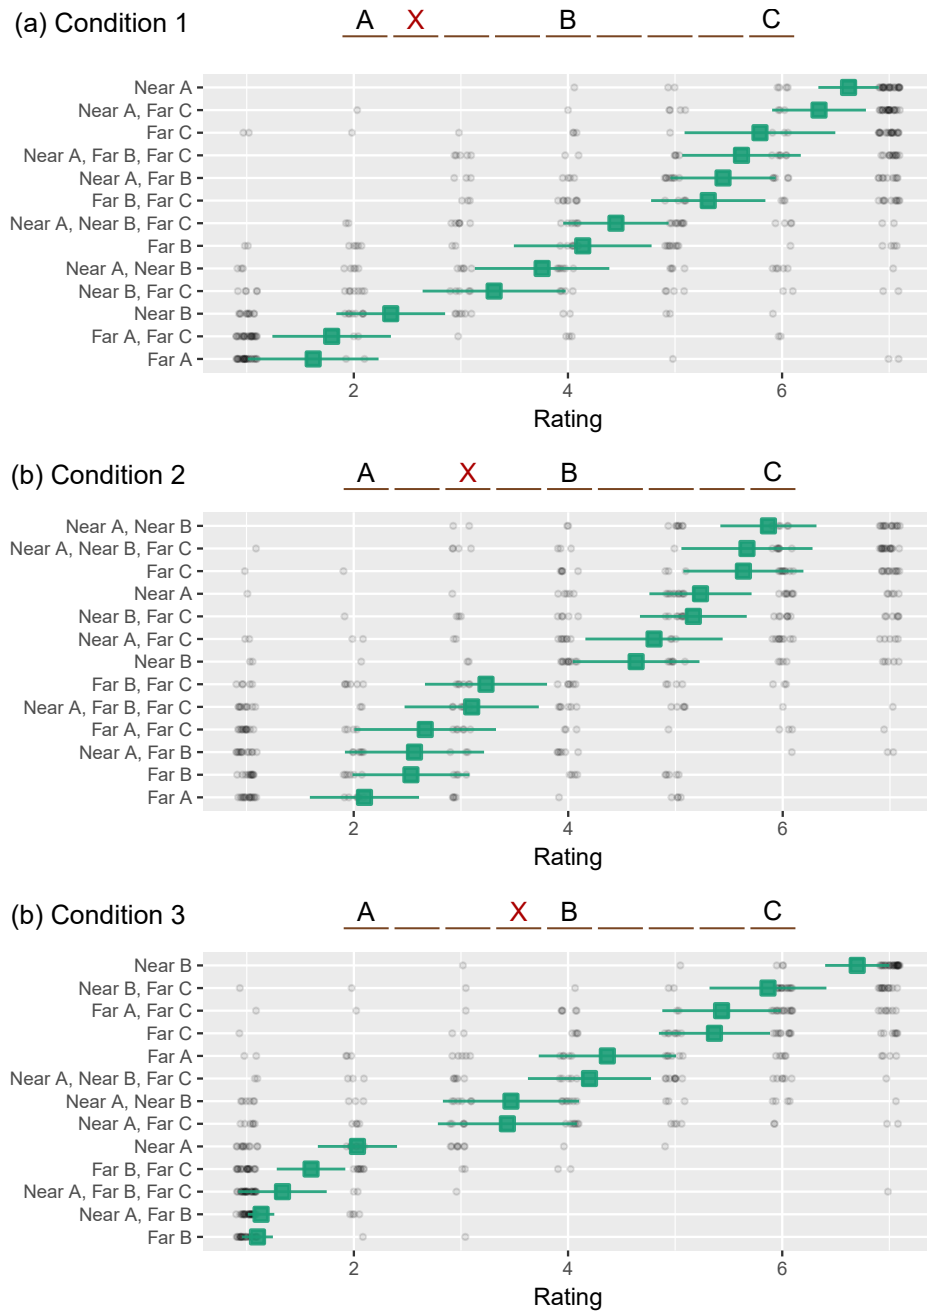 (a) Condition 1 A X B C
Near A
Near A, Far C
Far C
Near A, Far B, Far C
Near A, Far B
Far B, Far C
Near A, Near B, Far C
Far B
Near A, Near B
Near B, Far C
Near B
Far A, Far C
Far A
2 4 6
Rating
(b) Condition 2 A X B C
Near A, Near B
Near A, Near B, Far C
Far C
Near A
Near B, Far C
Near A, Far C
Near B
Far B, Far C
Near A, Far B, Far C
Far A, Far C
Near A, Far B
Far B
Far A
2 4 6
Rating
(b) Condition 3 A X B C
Near B
Near B, Far C
Far A, Far C
Far C
Far A
Near A, Near B, Far C
Near A, Near B
Near A, Far C
Near A
Far B, Far C
Near A, Far B, Far C
Near A, Far B
Far B
2 4 6
Rating